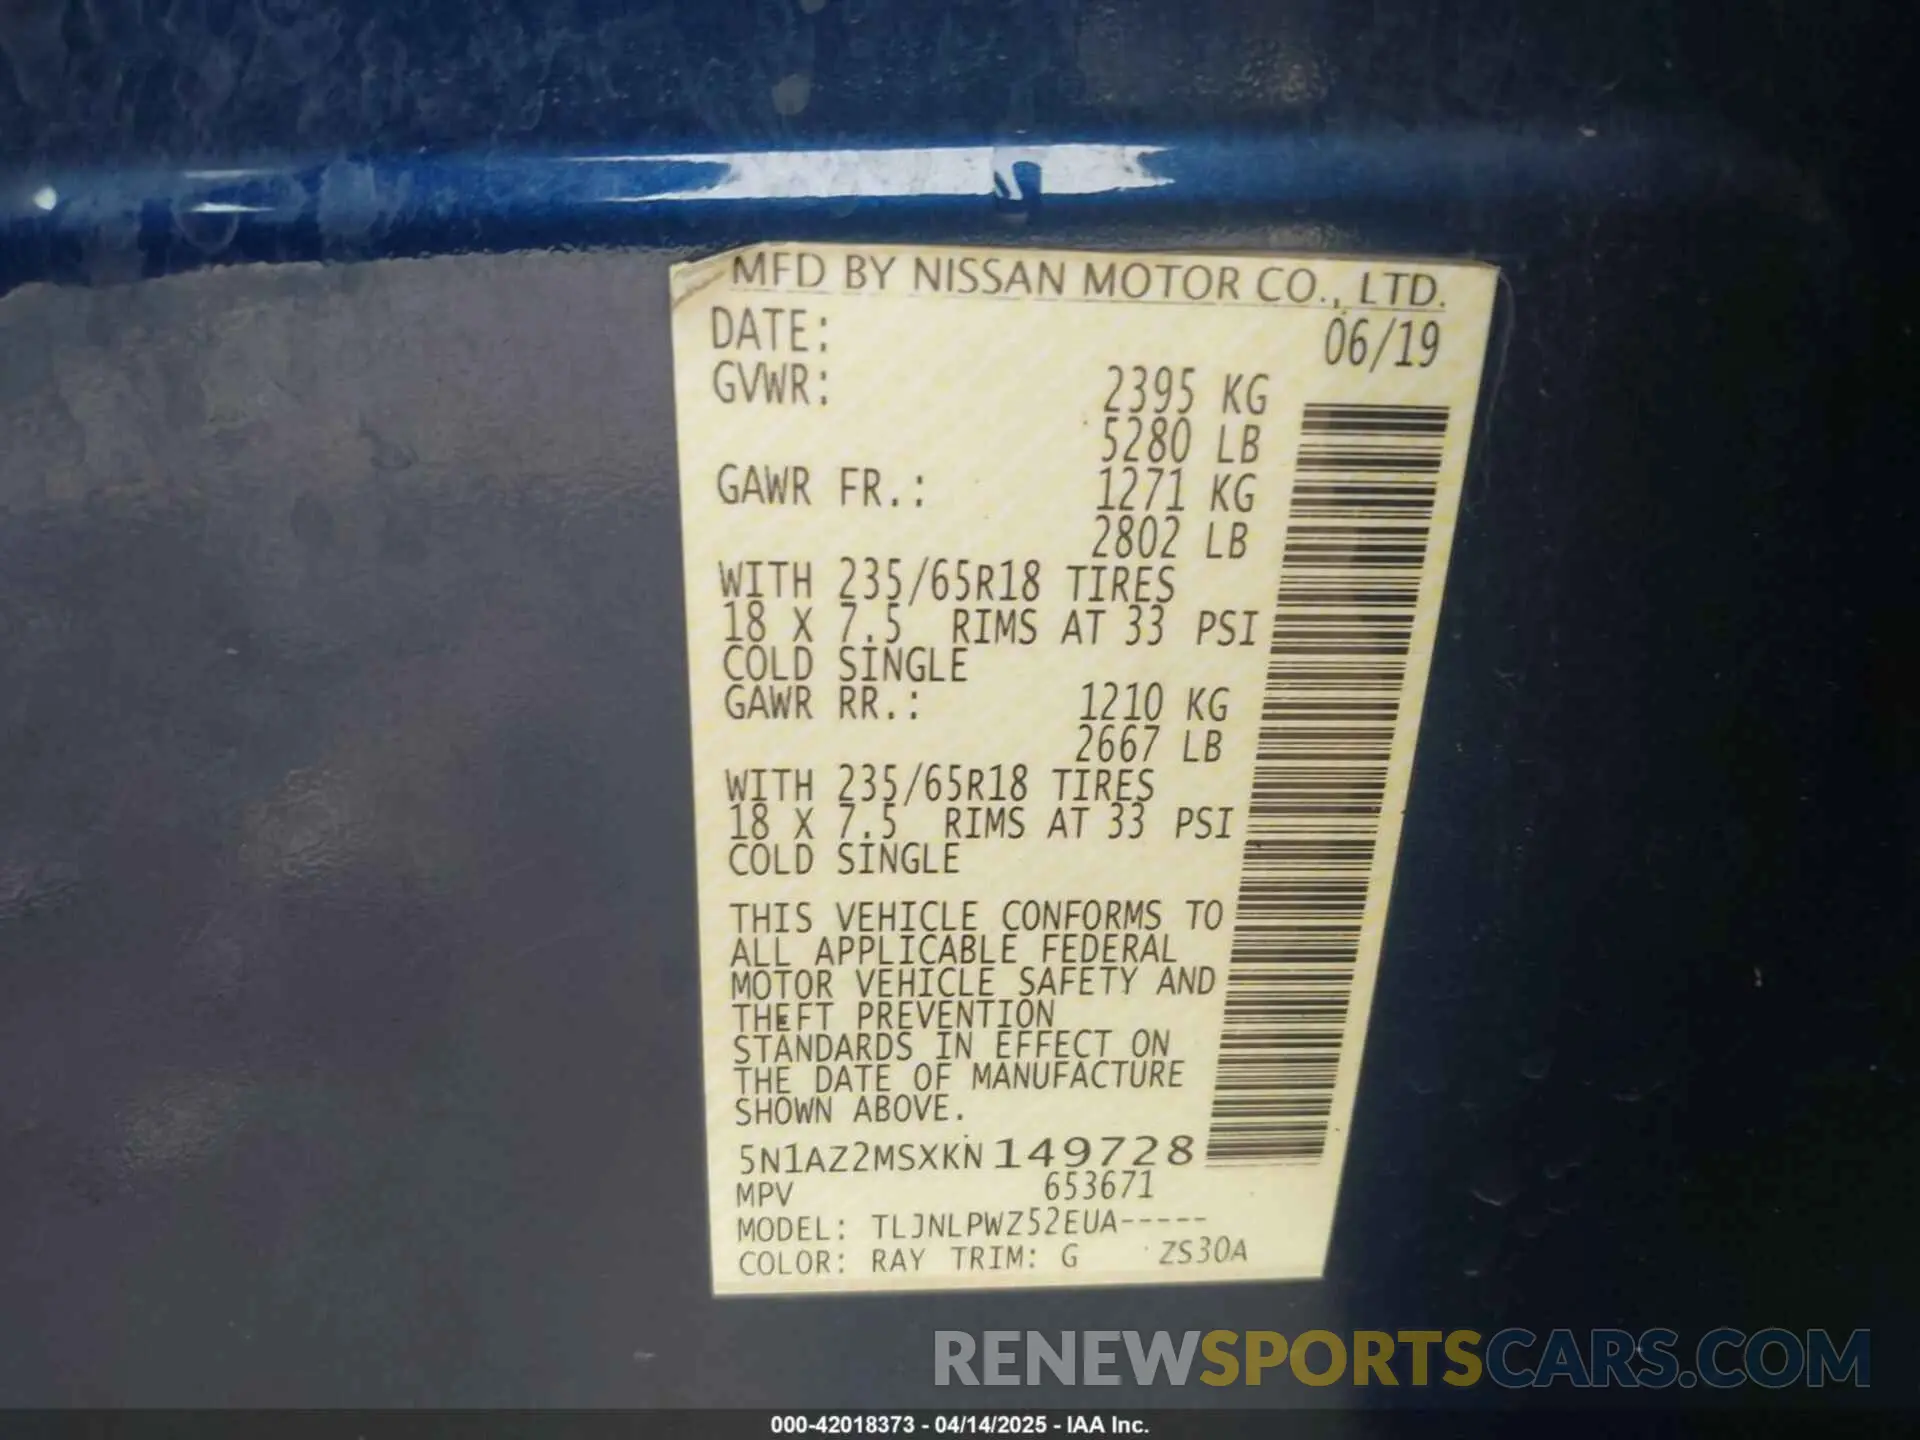 MFD BY NISSAN MOTOR CO., LTD.
DATE: 06/19
GVWR: 2395 KG
5280 LB
GAWR FR.: 1271 KG
2802 LB
WITH 235/65R18 TIRES
18 X 7.5 RIMS AT 33 PSI
COLD SINGLE
GAWR RR.: 1210 KG
2667 LB
WITH 235/65R18 TIRES
18 X 7.5 RIMS AT 33 PSI
COLD SINGLE
THIS VEHICLE CONFORMS TO
ALL APPLICABLE FEDERAL
MOTOR VEHICLE SAFETY AND
THEFT PREVENTION
STANDARDS IN EFFECT ON
THE DATE OF MANUFACTURE
SHOWN ABOVE.
5N1AZ2MSXKN149728
MPV 653671
MODEL: TLJNLPWZ52EUA-----
COLOR: RAY TRIM: G ZS30A
RENEWSPORTSCARS.COM
000-42018373 - 04/14/2025 - IAA Inc.